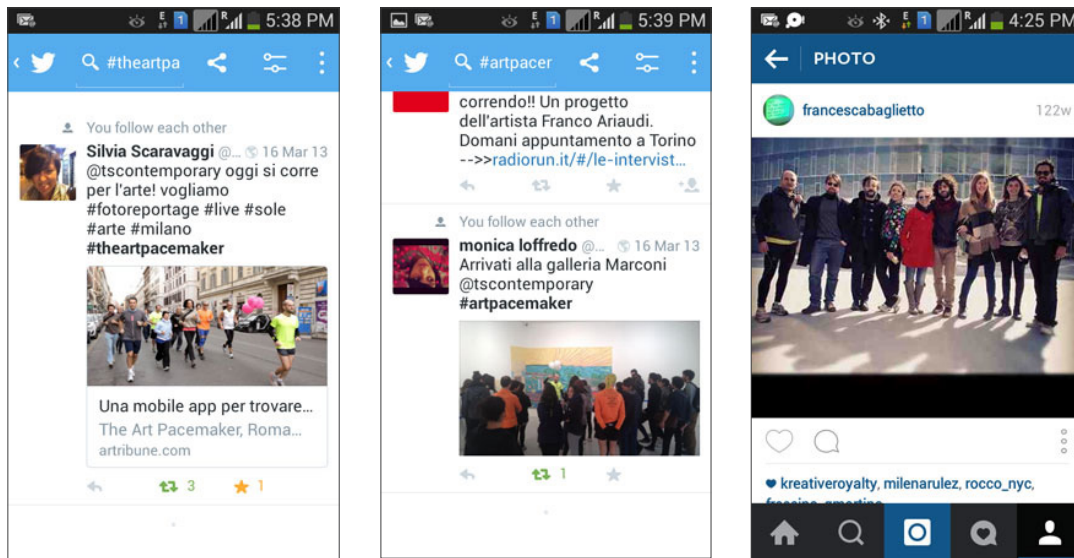 5:38 PM
#theartpa
You follow each other
Silvia Scaravaggi @... 16 Mar 13
@tscontemporary oggi si corre
per l'arte! vogliamo
#fotoreportage #live #sole
#arte #milano
#theartpacemaker
Una mobile app per trovare...
The Art Pacemaker, Roma...
artribune.com
3
1
5:39 PM
#artpacer
correndo!! Un progetto
dell'artista Franco Ariaudi.
Domani appuntamento a Torino
-->>radiorun.it/#/le-intervist...
You follow each other
monica loffredo @... 16 Mar 13
Arrivati alla galleria Marconi
@tscontemporary
#artpacemaker
1
E 1 R 4:25 PM
PHOTO
francescabaglietto 122w
kreativeroyalty, milenarulez, rocco_nyc,